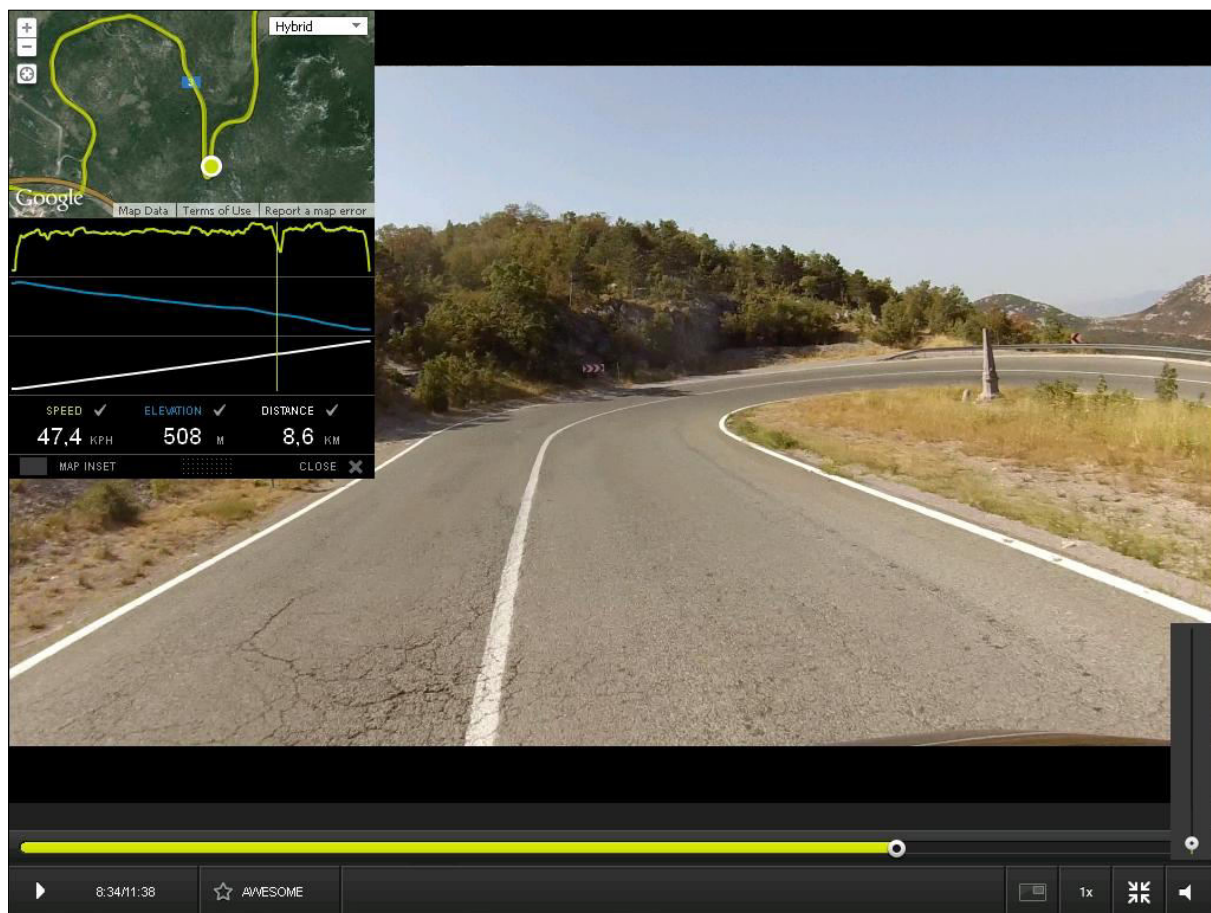 Hybrid
3
Google
Map Data
Terms of Use
Report a map error
SPEED ELEVATION DISTANCE
47,4 KPH 508 M 8,6 KM
MAP INSET CLOSE
8:34/11:38 AWESOME 1x